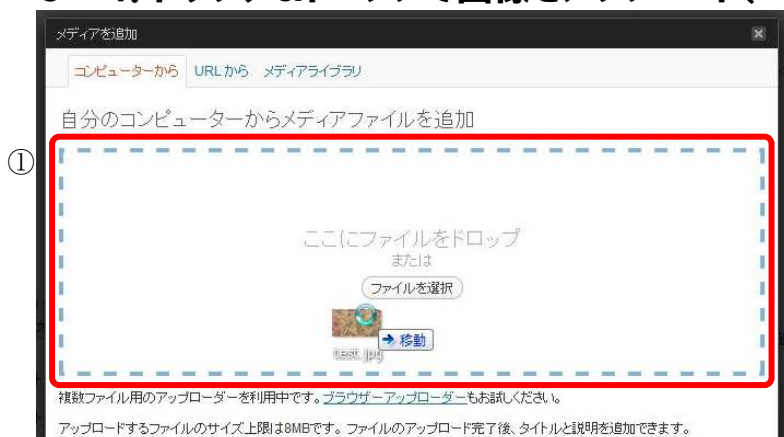 メディアを追加
コンピューターから URLから メディアライブラリ
自分のコンピューターからメディアファイルを追加
①
ここにファイルをドロップ
または
ファイルを選択
移動
test.jpg
複数ファイル用のアップローダーを利用中です。ブラウザーアップローダーもお試しください。
アップロードするファイルのサイズ上限は8MBです。ファイルのアップロード完了後、タイトルと説明を追加できます。